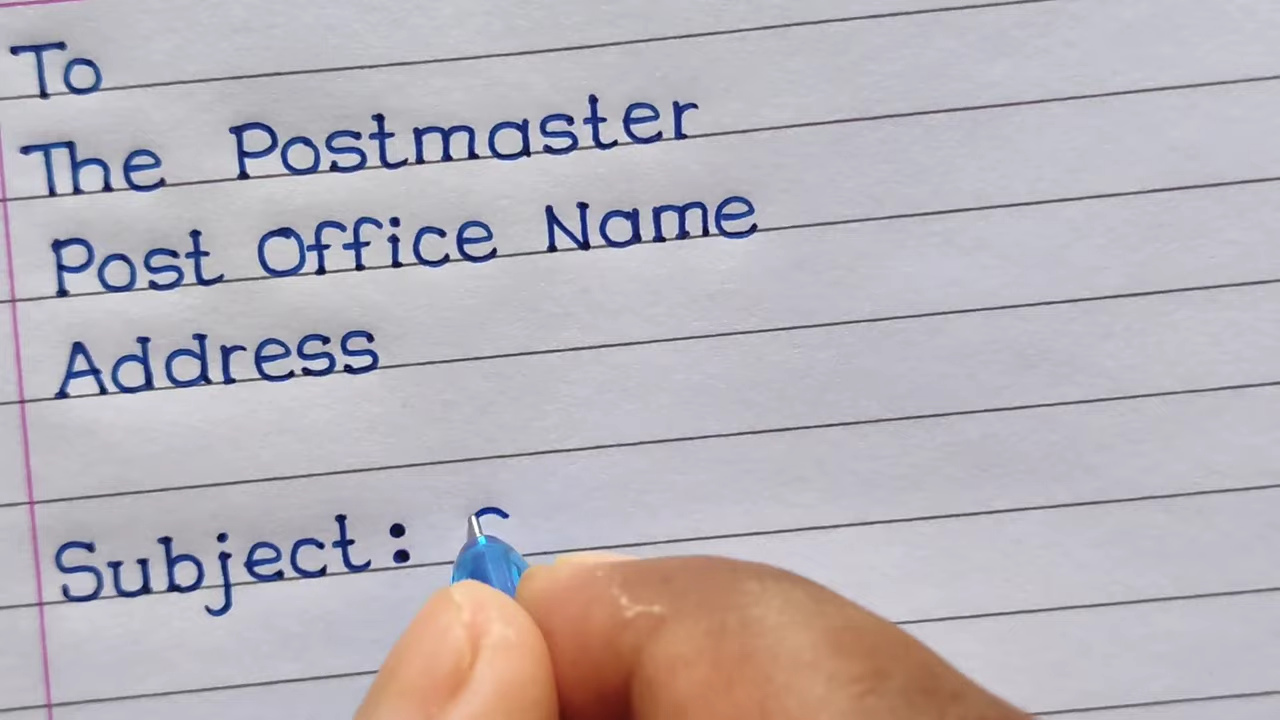 To
The Postmaster
Post Office Name
Address
Subject: